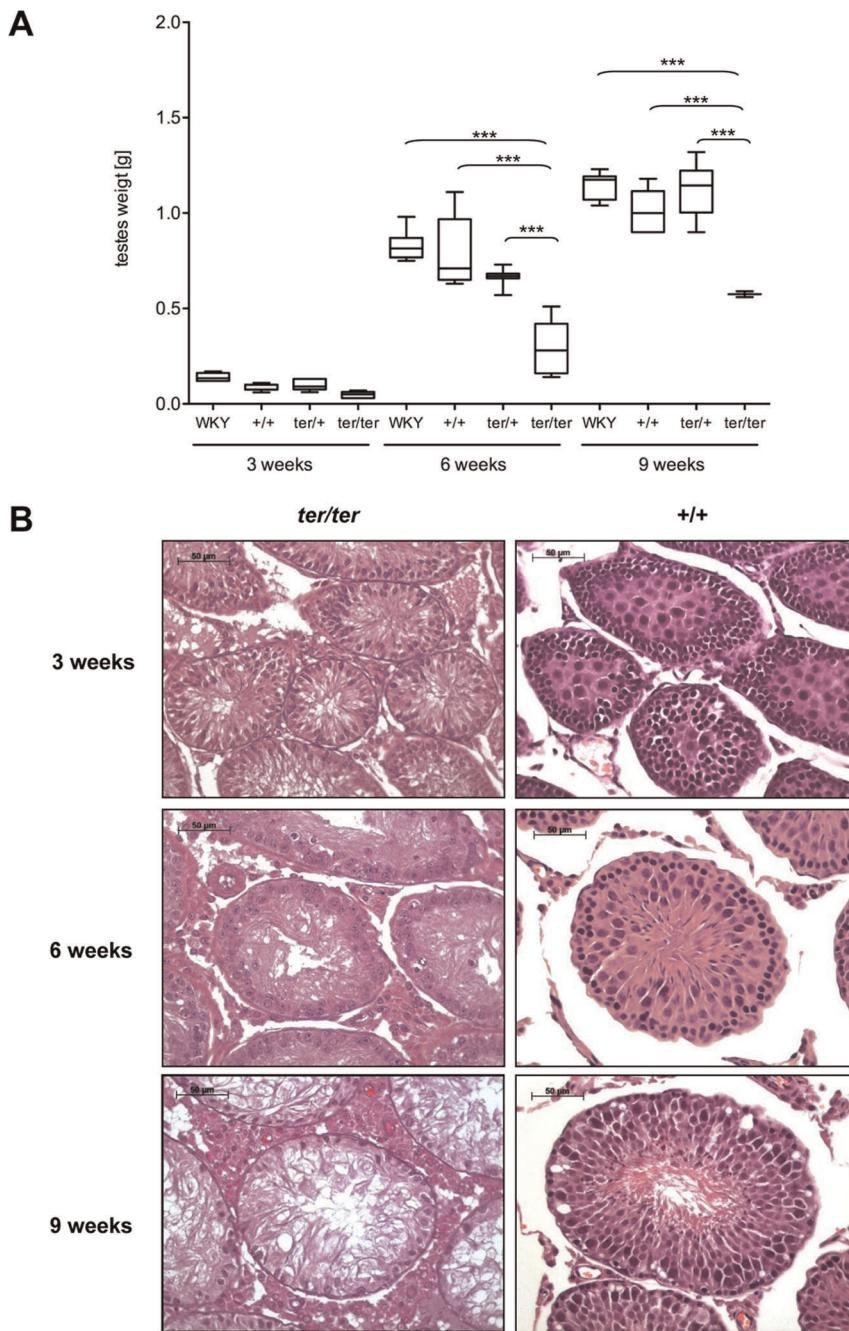 A
2.0
1.5
1.0
0.5
0.0
testes weigt [g]
*** *** ***
*** *** ***
WKY +/+ ter/+ ter/ter WKY +/+ ter/+ ter/ter WKY +/+ ter/+ ter/ter
3 weeks 6 weeks 9 weeks
B
ter/ter +/+
3 weeks
50 µm 50 µm
6 weeks
50 µm 50 µm
9 weeks
50 µm 50 µm